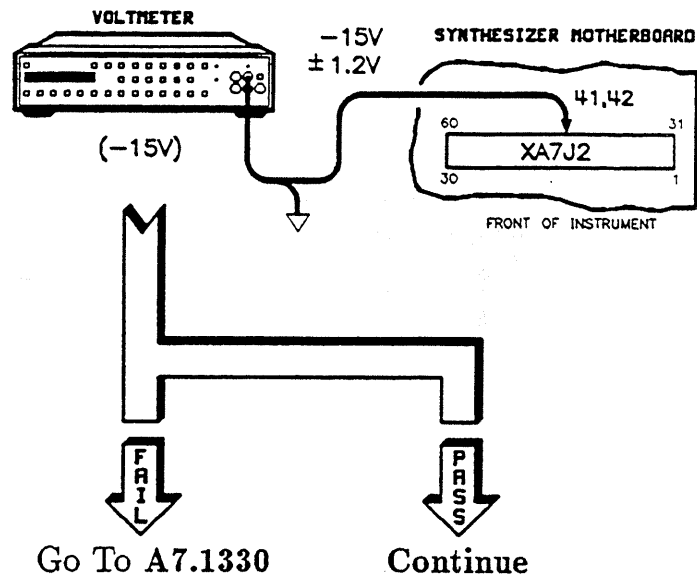 VOLTMETER
-15V
±1.2V
SYNTHESIZER MOTHERBOARD
(-15V)
41,42
60
31
XA7J2
30
1
FRONT OF INSTRUMENT
FAIL
PASS
Go To A7.1330
Continue